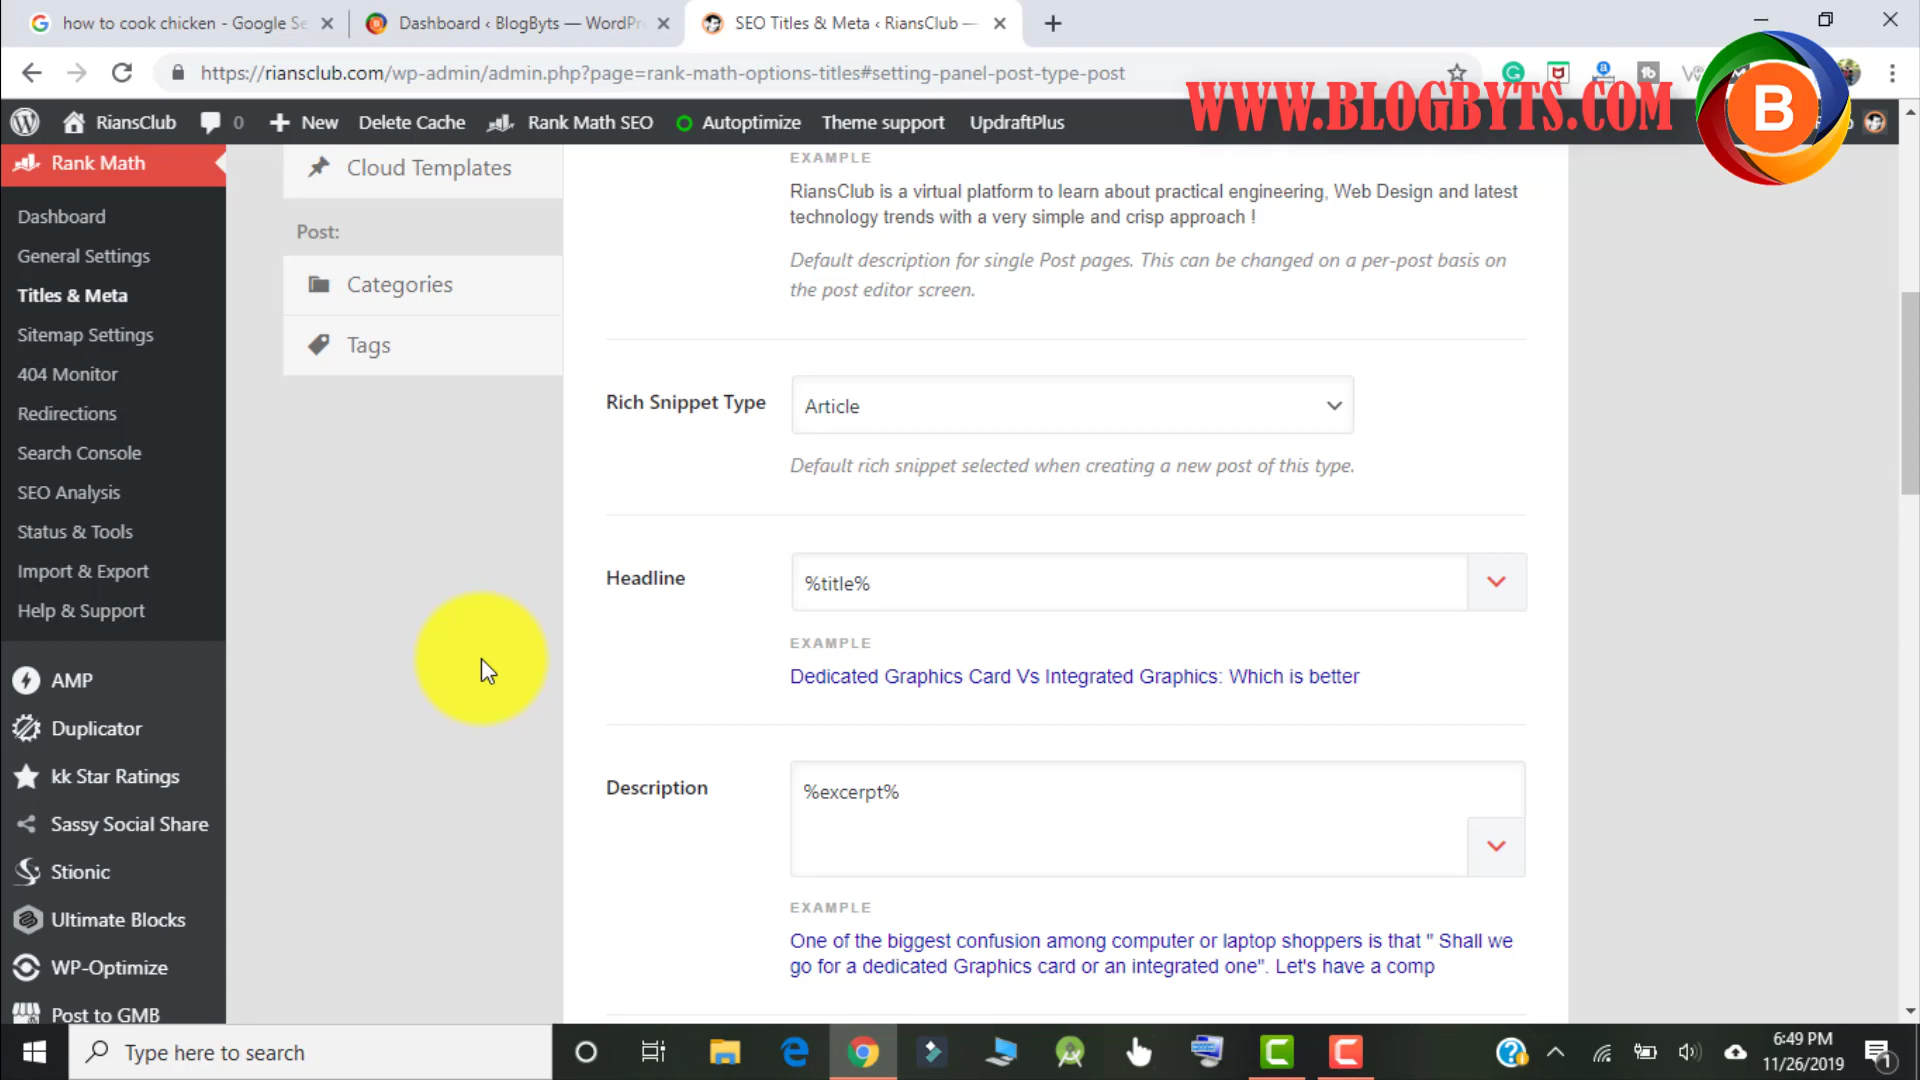 how to cook chicken - Google Se
Dashboard ‹ BlogByts — WordPr
SEO Titles & Meta ‹ RiansClub —
https://riansclub.com/wp-admin/admin.php?page=rank-math-options-titles#setting-panel-post-type-post
WWW.BLOGBYTS.COM
B
RiansClub
0
New
Delete Cache
Rank Math SEO
Autoptimize
Theme support
UpdraftPlus
Rank Math
Dashboard
General Settings
Titles & Meta
Sitemap Settings
404 Monitor
Redirections
Search Console
SEO Analysis
Status & Tools
Import & Export
Help & Support
AMP
Duplicator
kk Star Ratings
Sassy Social Share
Stionic
Ultimate Blocks
WP-Optimize
Post to GMB
Cloud Templates
Post:
Categories
Tags
EXAMPLE
RiansClub is a virtual platform to learn about practical engineering, Web Design and latest
technology trends with a very simple and crisp approach !
Default description for single Post pages. This can be changed on a per-post basis on
the post editor screen.
Rich Snippet Type
Article
Default rich snippet selected when creating a new post of this type.
Headline
%title%
EXAMPLE
Dedicated Graphics Card Vs Integrated Graphics: Which is better
Description
%excerpt%
EXAMPLE
One of the biggest confusion among computer or laptop shoppers is that " Shall we
go for a dedicated Graphics card or an integrated one". Let's have a comp
Type here to search
6:49 PM
11/26/2019
1